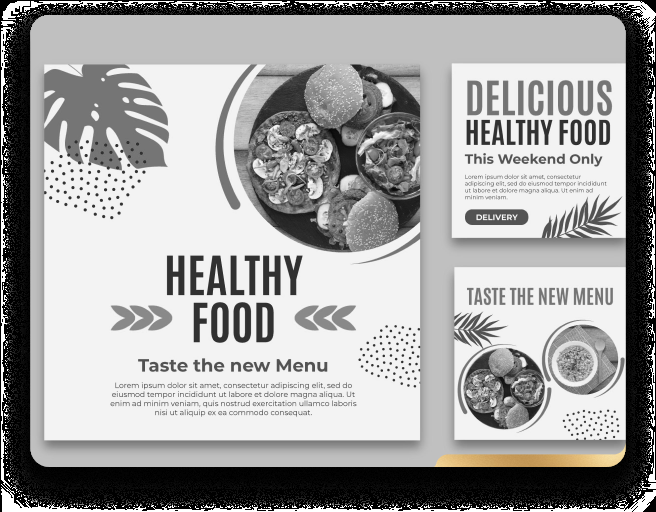 HEALTHY
FOOD
Taste the new Menu
Lorem ipsum dolor sit amet, consectetur adipiscing elit, sed do
eiusmod tempor incididunt ut labore et dolore magna aliqua. Ut
enim ad minim veniam, quis nostrud exercitation ullamco laboris
nisi ut aliquip ex ea commodo consequat.
DELICIOUS
HEALTHY FOOD
This Weekend Only
Lorem ipsum dolor sit amet, consectetur
adipiscing elit, sed do eiusmod tempor incididunt
ut labore et dolore magna aliqua. Ut enim ad
minim veniam.
DELIVERY
TASTE THE NEW MENU